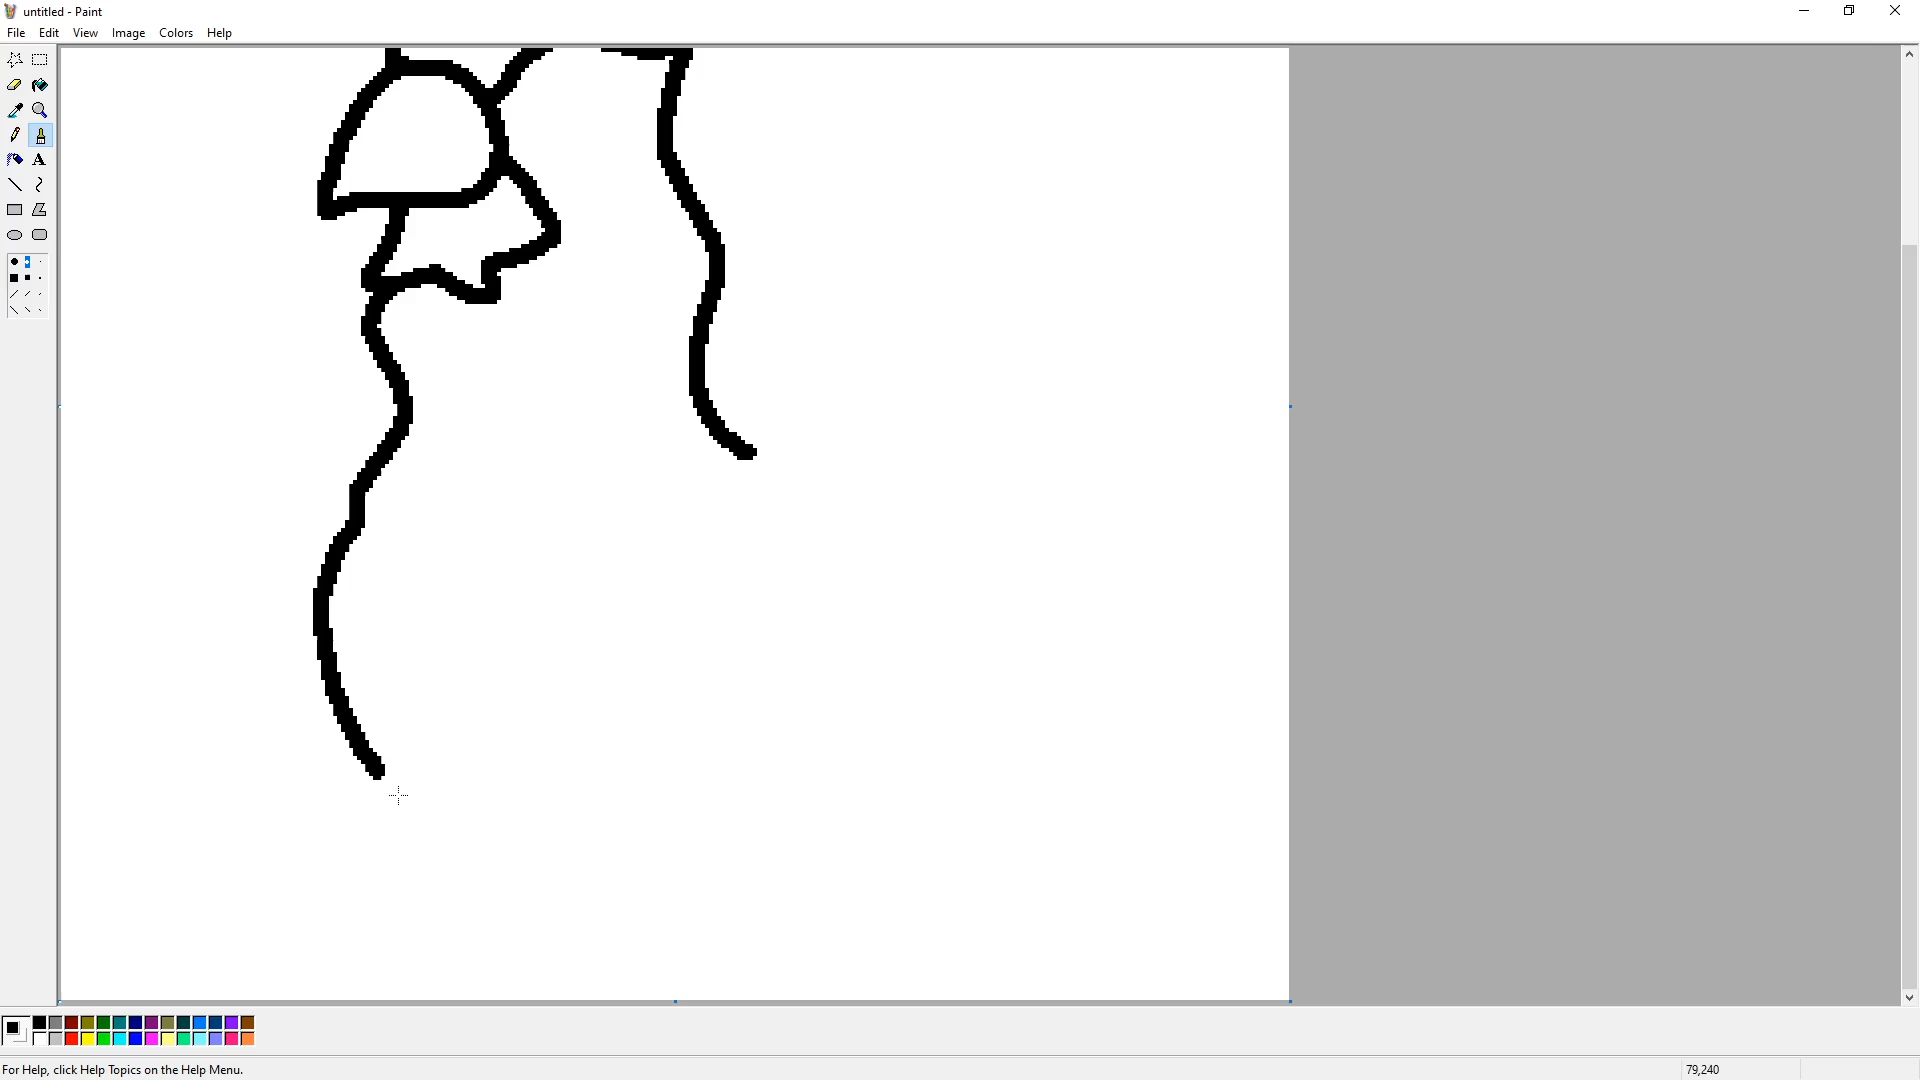 untitled - Paint
File Edit View Image Colors Help
A
For Help, click Help Topics on the Help Menu.
79,240